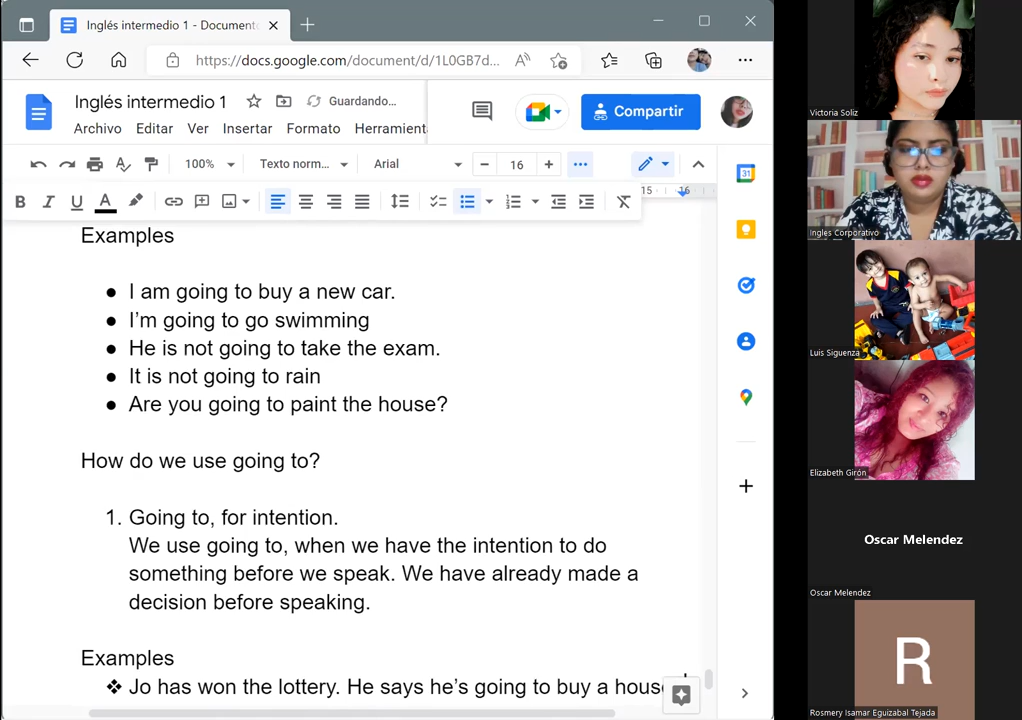 Inglés intermedio 1 - Document
https://docs.google.com/document/d/1L0GB7d...
Inglés intermedio 1
Guardando...
Compartir
Archivo Editar Ver Insertar Formato Herramient
100% Texto norm... Arial 16
15 16
Examples
● I am going to buy a new car.
● I'm going to go swimming
● He is not going to take the exam.
● It is not going to rain
● Are you going to paint the house?
How do we use going to?
1. Going to, for intention.
We use going to, when we have the intention to do
something before we speak. We have already made a
decision before speaking.
Examples
❖ Jo has won the lottery. He says he's going to buy a house
Victoria Soliz
Ingles Corporativo
Luis Siguenza
Elizabeth Girón
Oscar Melendez
Oscar Melendez
R
Rosmery Isamar Eguizabal Tejada